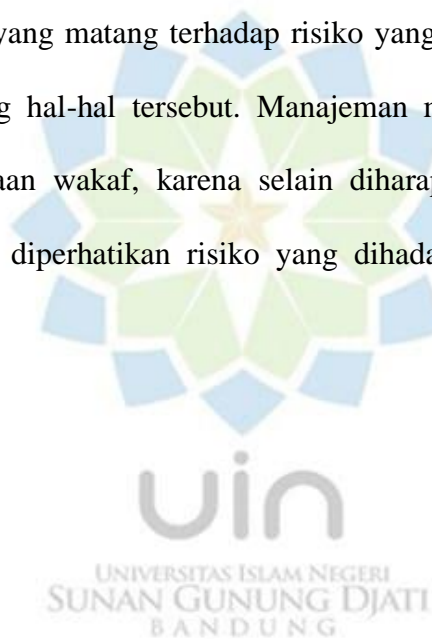 yang matang terhadap risiko yang
g hal-hal tersebut. Manajeman
aan wakaf, karena selain diharap
diperhatikan risiko yang dihada
uin
UNIVERSITAS ISLAM NEGERI
SUNAN GUNUNG DJATI
BANDUNG